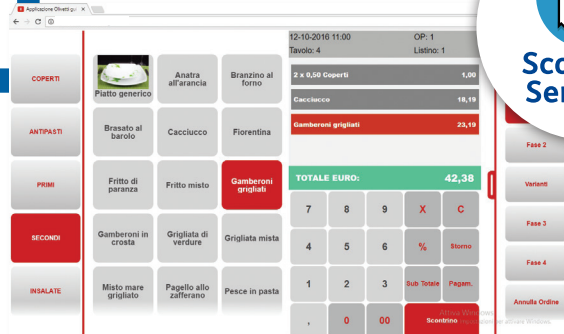 Applicazione Olivetti gui
12-10-2016 11:00
OP: 1
Tavolo: 4
Listino: 1
COPERTI
ANTIPASTI
PRIMI
SECONDI
INSALATE
Piatto generico
Anatra
all'arancia
Branzino al
forno
Brasato al
barolo
Cacciucco
Fiorentina
Fritto di
paranza
Fritto misto
Gamberoni
grigliati
Gamberoni in
crosta
Grigliata di
verdure
Grigliata mista
Misto mare
grigliato
Pagello allo
zafferano
Pesce in pasta
2 x 0,50 Coperti 1,00
Cacciucco 18,19
Gamberoni grigliati 23,19
TOTALE EURO: 42,38
7 8 9 X C
4 5 6 % Storno
1 2 3 Sub Totale Pagam.
, 0 00 Scontrino
Fase 2
Varianti
Fase 3
Fase 4
Annulla Ordine
Attiva Windows